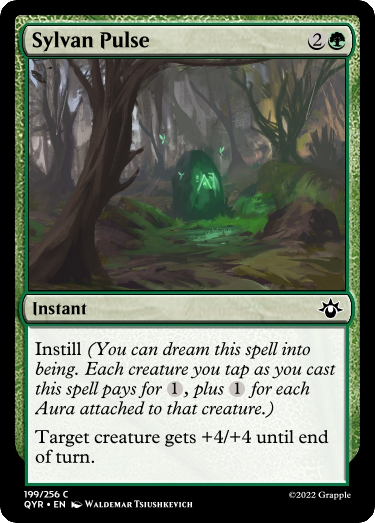 Sylvan Pulse 2
Instant
Instill (You can dream this spell into
being. Each creature you tap as you cast
this spell pays for 1, plus 1 for each
Aura attached to that creature.)
Target creature gets +4/+4 until end
of turn.
199/256 C
QYR • EN Waldemar Tsiushkevich
©2022 Grapple